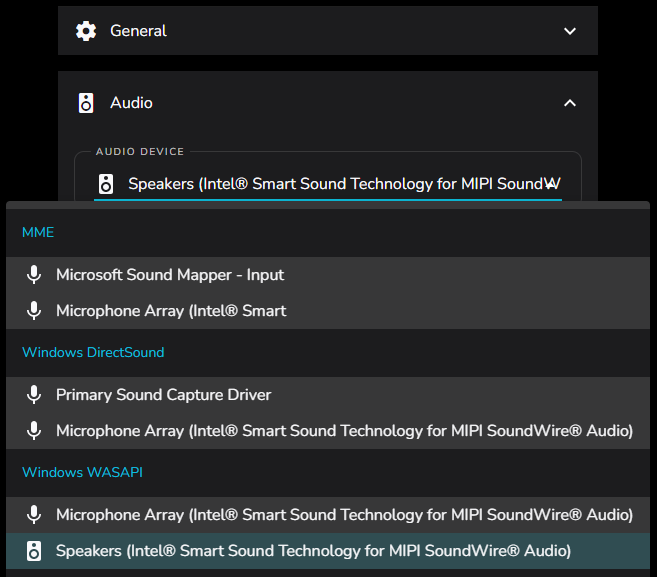 General
Audio
AUDIO DEVICE
Speakers (Intel® Smart Sound Technology for MIPI SoundW
MME
Microsoft Sound Mapper - Input
Microphone Array (Intel® Smart
Windows DirectSound
Primary Sound Capture Driver
Microphone Array (Intel® Smart Sound Technology for MIPI SoundWire® Audio)
Windows WASAPI
Microphone Array (Intel® Smart Sound Technology for MIPI SoundWire® Audio)
Speakers (Intel® Smart Sound Technology for MIPI SoundWire® Audio)